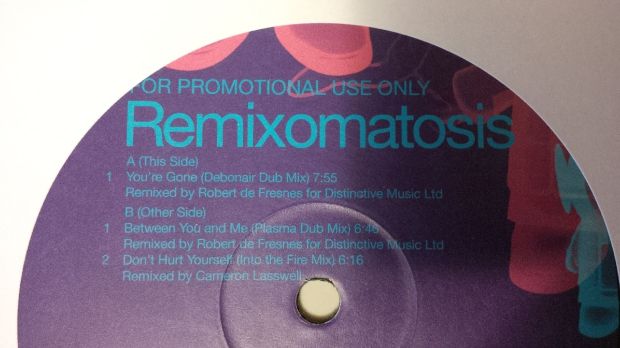 FOR PROMOTIONAL USE ONLY
Remixomatosis
A (This Side)
1 You're Gone (Debonair Dub Mix) 7:55
Remixed by Robert de Fresnes for Distinctive Music Ltd
B (Other Side)
1 Between You and Me (Plasma Dub Mix) 6:46
Remixed by Robert de Fresnes for Distinctive Music Ltd
2 Don't Hurt Yourself (Into the Fire Mix) 6:16
Remixed by Cameron Lasswell